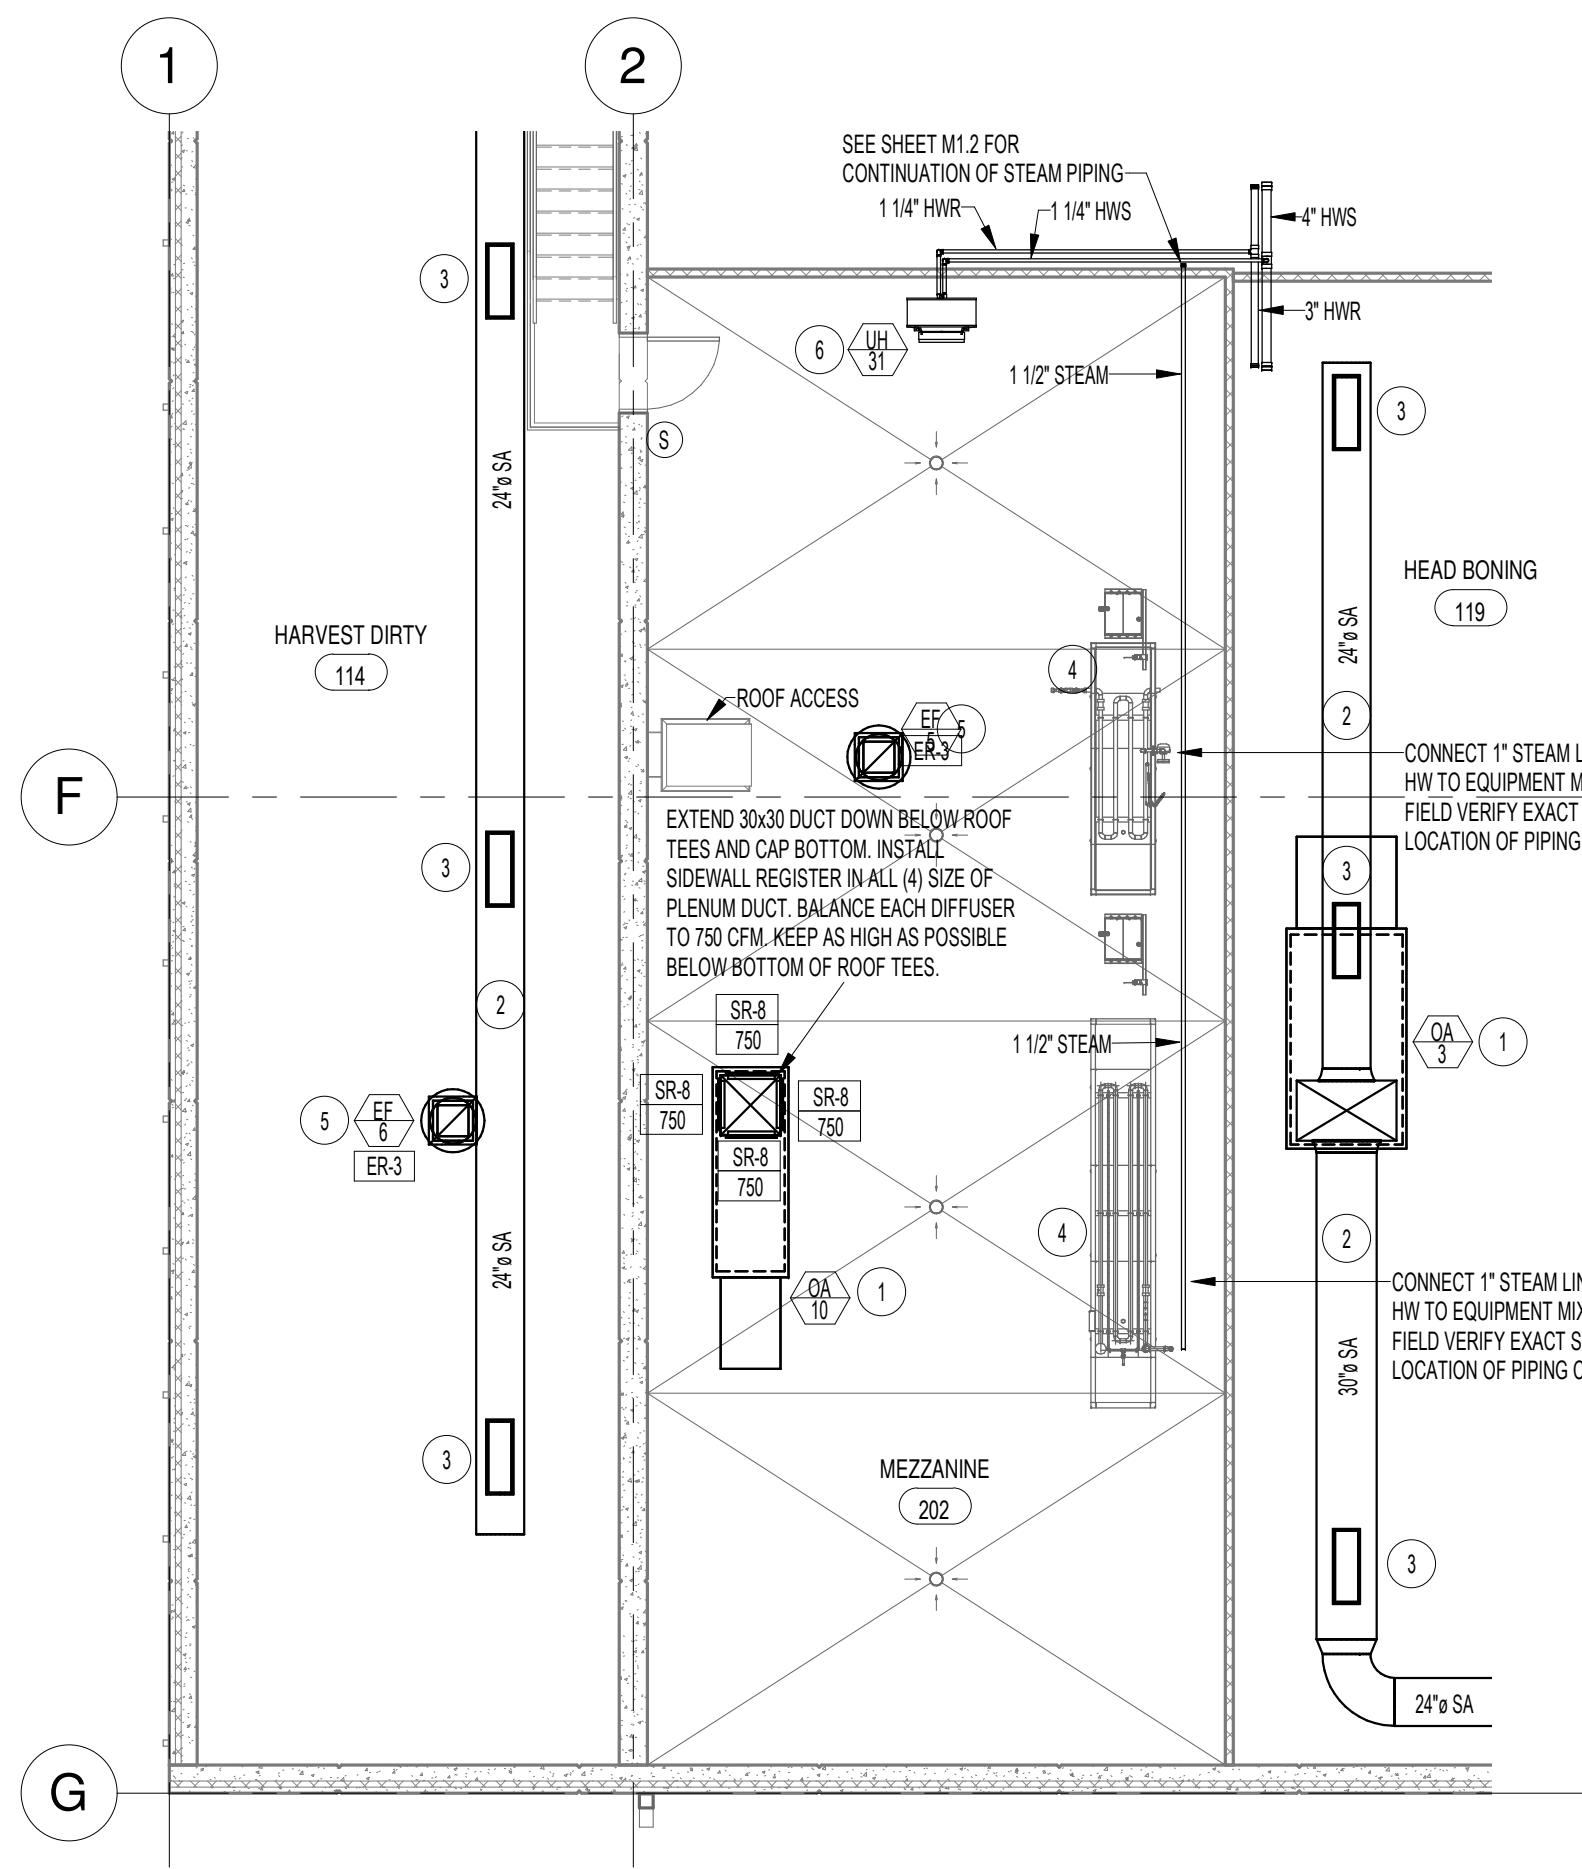 1
2
SEE SHEET M1.2 FOR
CONTINUATION OF STEAM PIPING
1 1/4" HWR
1 1/4" HWS
4" HWS
3" HWR
3
6
UH
31
1 1/2" STEAM
3
S
24"ø SA
HEAD BONING
119
24"ø SA
HARVEST DIRTY
114
4
ROOF ACCESS
EF
5
5
ER-3
2
CONNECT 1" STEAM L
HW TO EQUIPMENT M
FIELD VERIFY EXACT
LOCATION OF PIPING
F
EXTEND 30x30 DUCT DOWN BELOW ROOF
TEES AND CAP BOTTOM. INSTALL
SIDEWALL REGISTER IN ALL (4) SIZE OF
PLENUM DUCT. BALANCE EACH DIFFUSER
TO 750 CFM. KEEP AS HIGH AS POSSIBLE
BELOW BOTTOM OF ROOF TEES.
3
3
2
SR-8
750
1 1/2" STEAM
OA
3
1
SR-8
750
SR-8
750
5
EF
6
ER-3
SR-8
750
4
2
24"ø SA
OA
10
1
CONNECT 1" STEAM LIN
HW TO EQUIPMENT MIX
FIELD VERIFY EXACT S
LOCATION OF PIPING C
30"ø SA
3
MEZZANINE
202
3
24"ø SA
G